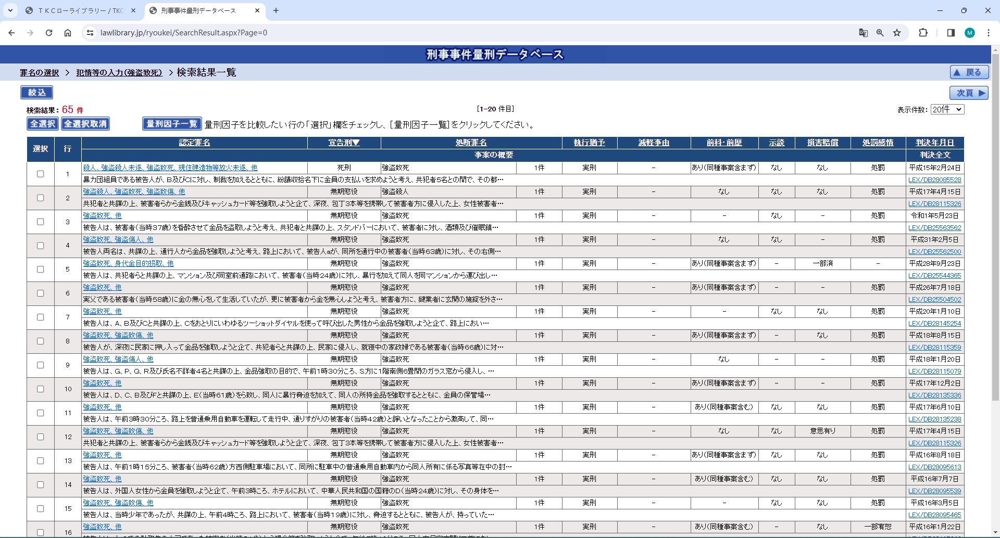 ＴＫＣローライブラリー / TKC
刑事事件量刑データベース
lawlibrary.jp/ryoukei/SearchResult.aspx?Page=0
M
刑事事件量刑データベース
罪名の選択 > 犯情等の入力(強盗致死) > 検索結果一覧
▲ 戻る
絞込
次頁 ▶
検索結果: 65 件
[1-20 件目]
表示件数: 20件
全選択 全選択取消 量刑因子一覧 量刑因子を比較したい行の「選択」欄をチェックし、[量刑因子一覧]をクリックしてください。
選択 行 認定罪名 宣告刑▼ 処断罪名 執行猶予 減軽事由 前科・前歴 示談 損害賠償 処罰感情 判決年月日
事案の概要 判決全文
1 殺人、強盗殺人未遂、強盗致死、現住建造物等放火未遂、他 死刑 強盗致死 1件 実刑 - あり(同種事案含まず) なし なし 処罰 平成15年2月24日
暴力団組員である被告人が、B及びCに対し、制裁を加えるとともに、紛議収拾名下に金員の支払いを求めようと考え、共犯者5名との間で、その都… LEX/DB28085528
2 強盗殺人、強盗致死、強盗致傷、他 無期懲役 強盗殺人 1件 実刑 - なし なし なし 処罰 平成17年4月15日
共犯者と共謀の上、被害者らから金銭及びキャッシュカード等を強取しようと企て、深夜、包丁3本等を携帯して被害者方に侵入した上、女性被害者… LEX/DB28115326
3 強盗致死、他 無期懲役 強盗致死 1件 実刑 - - なし - 処罰 令和1年5月23日
被告人は、被害者(当時37歳)を昏酔させて金品を盗取しようと考え、共犯者と共謀の上、スタンドバーにおいて、被害者に対し、酒類及び催眠鎮… LEX/DB25563562
4 強盗致死、強盗傷人、他 無期懲役 強盗致死 1件 実刑 - なし なし - 処罰 平成31年2月5日
被告人両名は、共謀の上、通行人から金品を強取しようと考え、路上において、被告人aが、同所を通行中の被害者(当時63歳)に対し、その右側… LEX/DB25562500
5 強盗致死、身代金目的拐取、他 無期懲役 強盗致死 1件 実刑 - あり(同種事案含まず) - 一部済 - 平成28年9月23日
被告人は、共犯者らと共謀の上、マンション及び同室前通路において、被害者(当時24歳)に対し、暴行を加えて同人を同マンションから運び出し… LEX/DB25544365
6 強盗致死、他 無期懲役 強盗致死 1件 実刑 - あり(同種事案含まず) - - 処罰 平成26年7月18日
実父である被害者(当時58歳)に金の無心をして生活していたが、更に被害者から金を無心しようと考え、被害者方に、鍵業者に玄関の施錠を外さ… LEX/DB25504502
7 強盗致死、他 無期懲役 強盗致死 1件 実刑 - - なし なし 処罰 平成20年1月10日
被告人は、A、B及びCと共謀の上、Cをおとりにいわゆるツーショットダイヤルを使って呼び出した男性から金品を強取しようと企て、路上におい… LEX/DB28145254
8 強盗致死、強盗致傷、他 無期懲役 強盗致死 1件 実刑 - あり(同種事案含まず) - なし 処罰 平成18年8月15日
被告人が、深夜に民家に押し入って金品を強取しようと企て、共犯者らと共謀の上、民家に侵入し、就寝中の家政婦である被害者(当時66歳)に対… LEX/DB28115359
9 強盗致死、強盗傷人、他 無期懲役 強盗致死 1件 実刑 - なし - - 処罰 平成18年1月20日
被告人は、G、P、Q、R及び氏名不詳者4名と共謀の上、金品強取の目的で、午前1時30分ころ、S方に1階南側6畳間のガラス窓から侵入し、… LEX/DB28115079
10 強盗致死、他 無期懲役 強盗致死 1件 実刑 - あり(同種事案含まず) - - 処罰 平成17年12月2日
被告人は、D、C、B及びFと共謀の上、E(当時61歳)をら致し、同人に暴行脅迫を加えて、同人の所持金品を強取するとともに、金員の保管場… LEX/DB28135336
11 強盗致死、他 無期懲役 強盗致死 1件 実刑 - あり(同種事案含む) なし なし 処罰 平成17年6月10日
被告人は、午前3時30分ころ、路上を普通乗用自動車を運転して走行中、通りすがりの被害者(当時42歳)と諍いとなったことから激高して、同… LEX/DB28135238
12 強盗致死、強盗致傷、他 無期懲役 強盗致死 1件 実刑 - なし なし 意思有り 処罰 平成17年4月15日
共犯者と共謀の上、被害者らから金銭及びキャッシュカード等を強取しようと企て、深夜、包丁3本等を携帯して被害者方に侵入した上、女性被害者… LEX/DB28115326
13 強盗致死、他 無期懲役 強盗致死 1件 実刑 - あり(同種事案含まず) なし なし 処罰 平成16年8月18日
被告人は、午前1時15分ころ、被害者(当時62歳)方西側駐車場において、同所に駐車中の普通乗用自動車内から同人所有に係る写真等在中の封… LEX/DB28095613
14 強盗致死、他 無期懲役 強盗致死 1件 実刑 - あり(同種事案含む) なし なし 処罰 平成16年7月7日
被告人は、外国人女性から金員を強取しようと企て、午前3時ころ、ホテルにおいて、中華人民共和国の国籍のD(当時24歳)に対し、その身体を… LEX/DB28095539
15 強盗致死、強盗致傷、他 無期懲役 強盗致死 1件 実刑 - - なし なし 処罰 平成16年3月5日
被告人は、当時少年であったが、共謀の上、午前4時ころ、路上において、被害者(当時19歳)に対し、脅迫するとともに、被告人が、持っていた… LEX/DB28095465
16 強盗致死、他 無期懲役 強盗致死 1件 実刑 - あり(同種事案含む) - なし 一部宥恕 平成16年1月22日